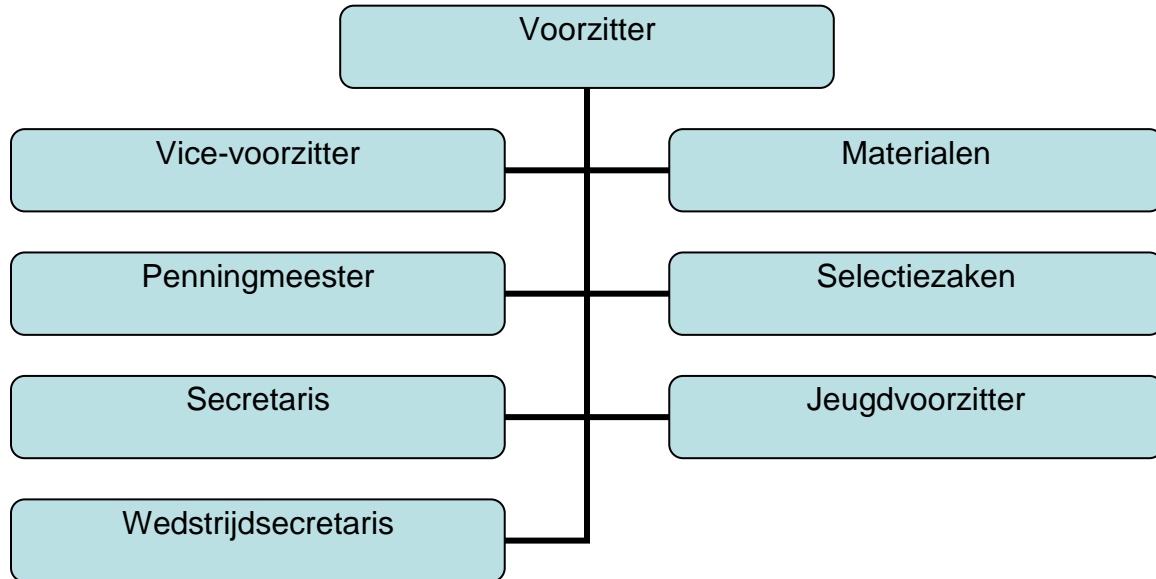 Voorzitter
Vice-voorzitter
Materialen
Penningmeester
Selectiezaken
Secretaris
Jeugdvoorzitter
Wedstrijdsecretaris